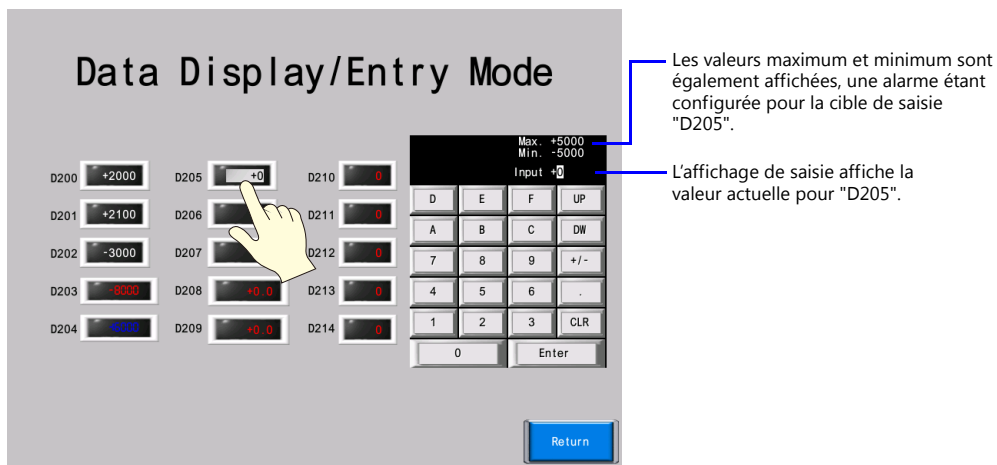 Data Display/Entry Mode
Les valeurs maximum et minimum sont
également affichées, une alarme étant
configurée pour la cible de saisie
"D205".
Max. +5000
Min. -5000
Input +0
L'affichage de saisie affiche la
valeur actuelle pour "D205".
D200 +2000 D205 +0 D210 0
D201 +2100 D206 D211 0
D202 -3000 D207 D212 0
D203 -8000 D208 +0.0 D213 0
D204 D209 +0.0 D214 0
D E F UP
A B C DW
7 8 9 +/-
4 5 6 .
1 2 3 CLR
0 Enter
Return